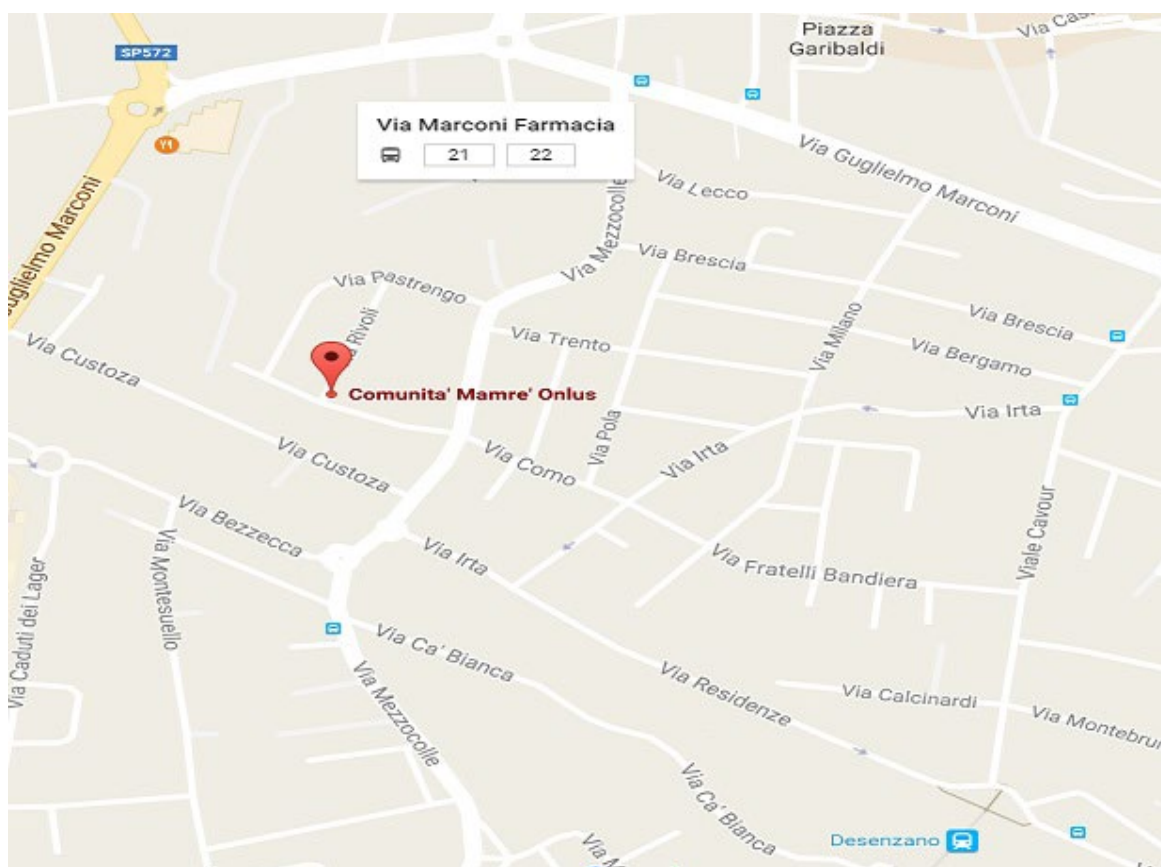 Piazza
Garibaldi
Via Cas
SP572
Via Marconi Farmacia
21 22
Via Guglielmo Marconi
Guglielmo Marconi
Via Lecco
Via Mezzocolle
Via Brescia
Via Pastrengo
Rivoli
Via Trento
Via Milano
Via Brescia
Via Bergamo
Via Custoza
Comunita' Mamre' Onlus
Via Irta
Via Pola
Via Irta
Via Custoza
Via Como
Via Bezzecca
Via Irta
Via Fratelli Bandiera
Viale Cavour
Via Montesuello
Via Caduti dei Lager
Via Ca' Bianca
Via Mezzocolle
Via Residenze
Via Calcinardi
Via Montebrun
Via Ca' Bianca
Desenzano
Via M